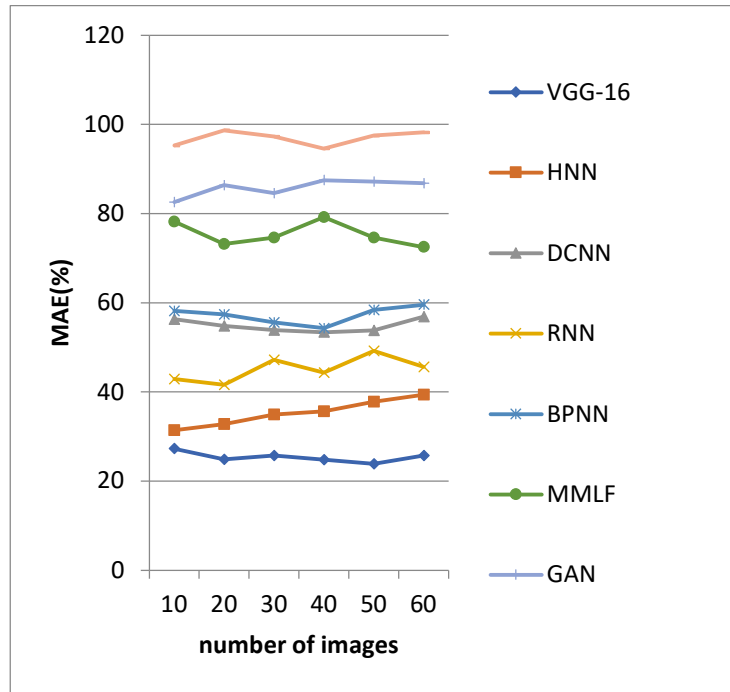 120
100
80
60
40
20
0
MAE(%)
10 20 30 40 50 60
number of images
VGG-16
HNN
DCNN
RNN
BPNN
MMLF
GAN